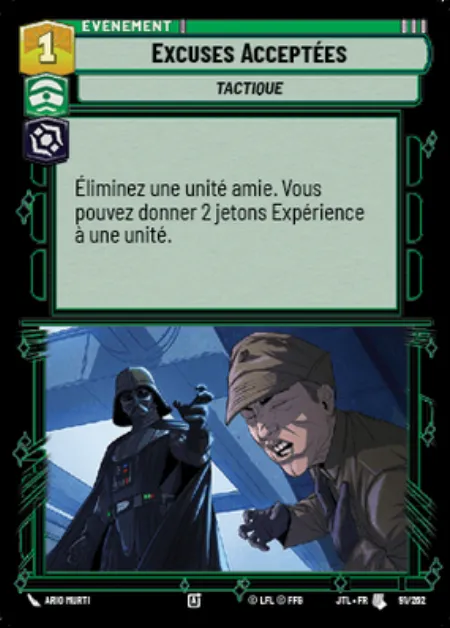 EVENEMENT
1
EXCUSES ACCEPTÉES
TACTIQUE
Éliminez une unité amie. Vous
pouvez donner 2 jetons Expérience
à une unité.
ARIO MURTI
© LFL © FFG
JTL • FR
91/262